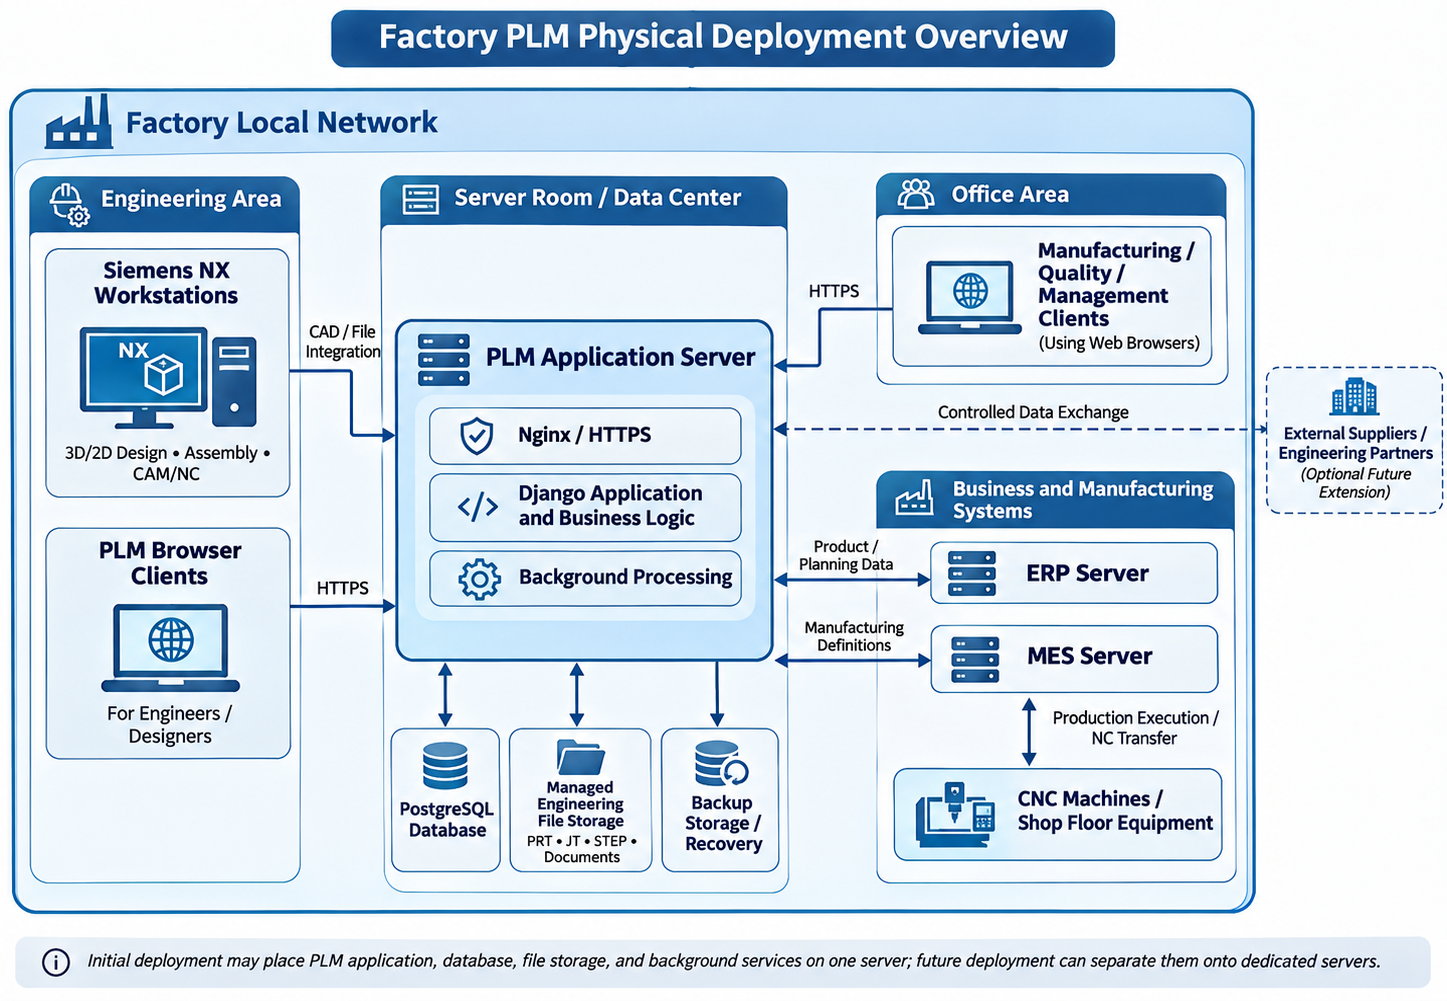 Factory PLM Physical Deployment Overview
Factory Local Network
Engineering Area
Siemens NX
Workstations
NX
3D/2D Design • Assembly •
CAM/NC
PLM Browser
Clients
For Engineers /
Designers
CAD / File
Integration
HTTPS
Server Room / Data Center
PLM Application Server
Nginx / HTTPS
</>
Django Application
and Business Logic
Background Processing
PostgreSQL
Database
Managed
Engineering
File Storage
PRT • JT • STEP •
Documents
Backup
Storage /
Recovery
HTTPS
Controlled Data Exchange
Product /
Planning Data
Manufacturing
Definitions
Office Area
Manufacturing /
Quality /
Management
Clients
(Using Web Browsers)
Business and Manufacturing
Systems
ERP Server
MES Server
Production Execution /
NC Transfer
CNC Machines /
Shop Floor Equipment
External Suppliers /
Engineering Partners
(Optional Future
Extension)
Initial deployment may place PLM application, database, file storage, and background services on one server; future deployment can separate them onto dedicated servers.